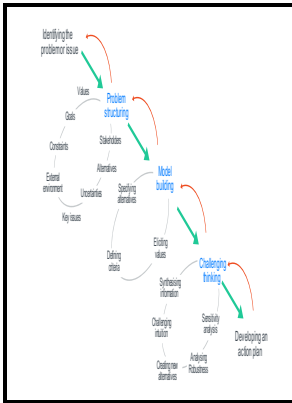 Identifying the
problem or issue
Values
Problem
structuring
Goals
Stakeholders
Constraints
Alternatives
External
environment
Uncertainties
Key issues
Model
building
Specifying
alternatives
Eliciting
values
Defining
criteria
Challenging
thinking
Synthesising
information
Sensitivity
analysis
Challenging
intuition
Analysing
Robustness
Creating new
alternatives
Developing an
action plan